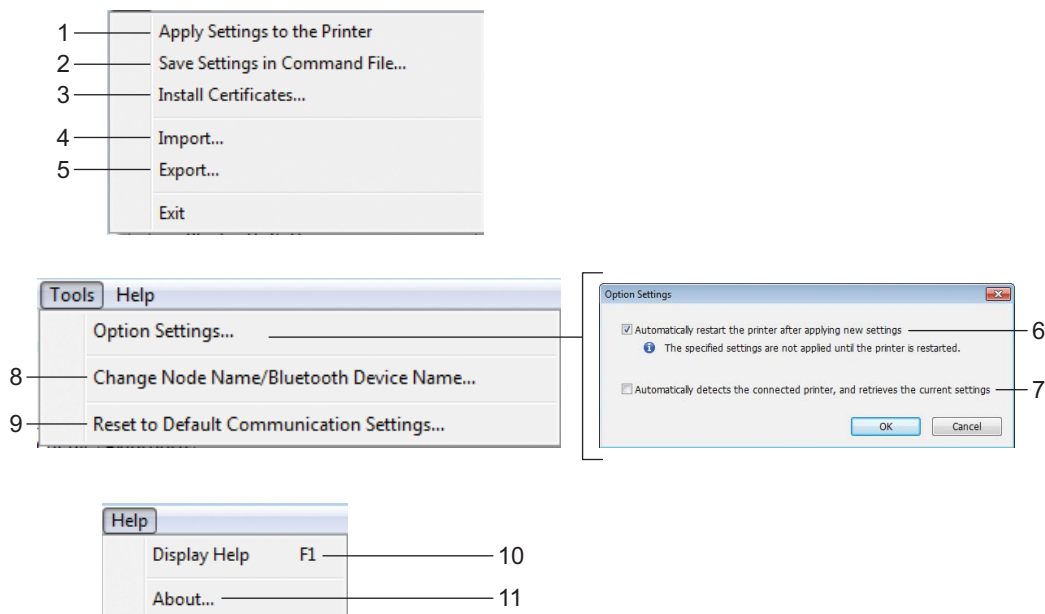 1 Apply Settings to the Printer
2 Save Settings in Command File...
3 Install Certificates...
4 Import...
5 Export...
Exit
Tools Help
Option Settings...
8 Change Node Name/Bluetooth Device Name...
9 Reset to Default Communication Settings...
Option Settings
Automatically restart the printer after applying new settings 6
The specified settings are not applied until the printer is restarted.
Automatically detects the connected printer, and retrieves the current settings 7
OK Cancel
Help
Display Help F1 10
About... 11